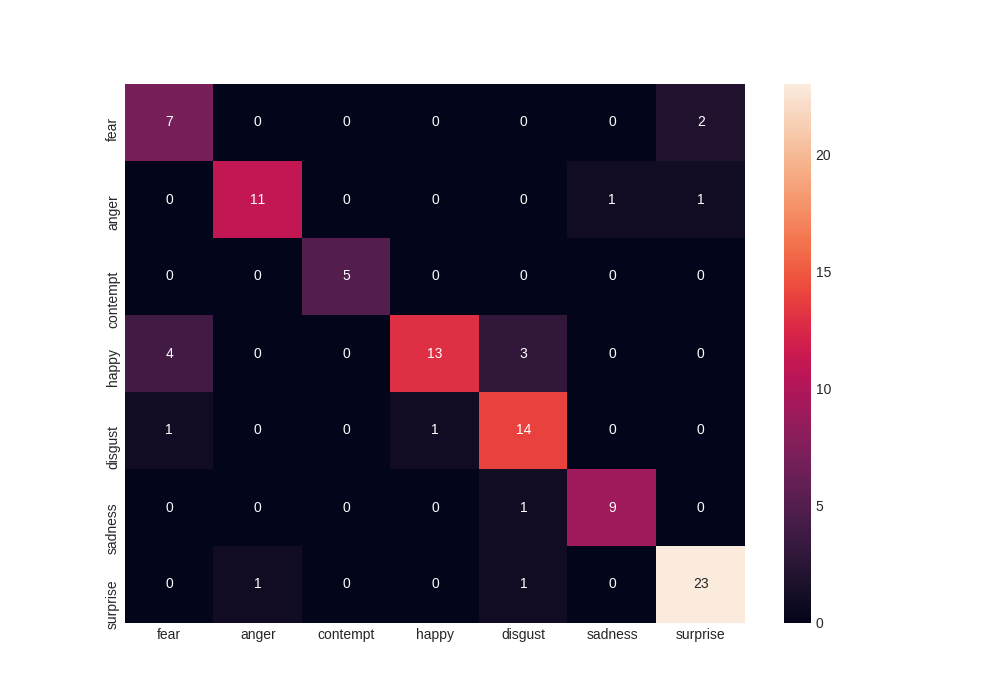 fear 7 0 0 0 0 0 2
anger 0 11 0 0 0 1 1
contempt 0 0 5 0 0 0 0
happy 4 0 0 13 3 0 0
disgust 1 0 0 1 14 0 0
sadness 0 0 0 0 1 9 0
surprise 0 1 0 0 1 0 23
fear anger contempt happy disgust sadness surprise
20
15
10
5
0